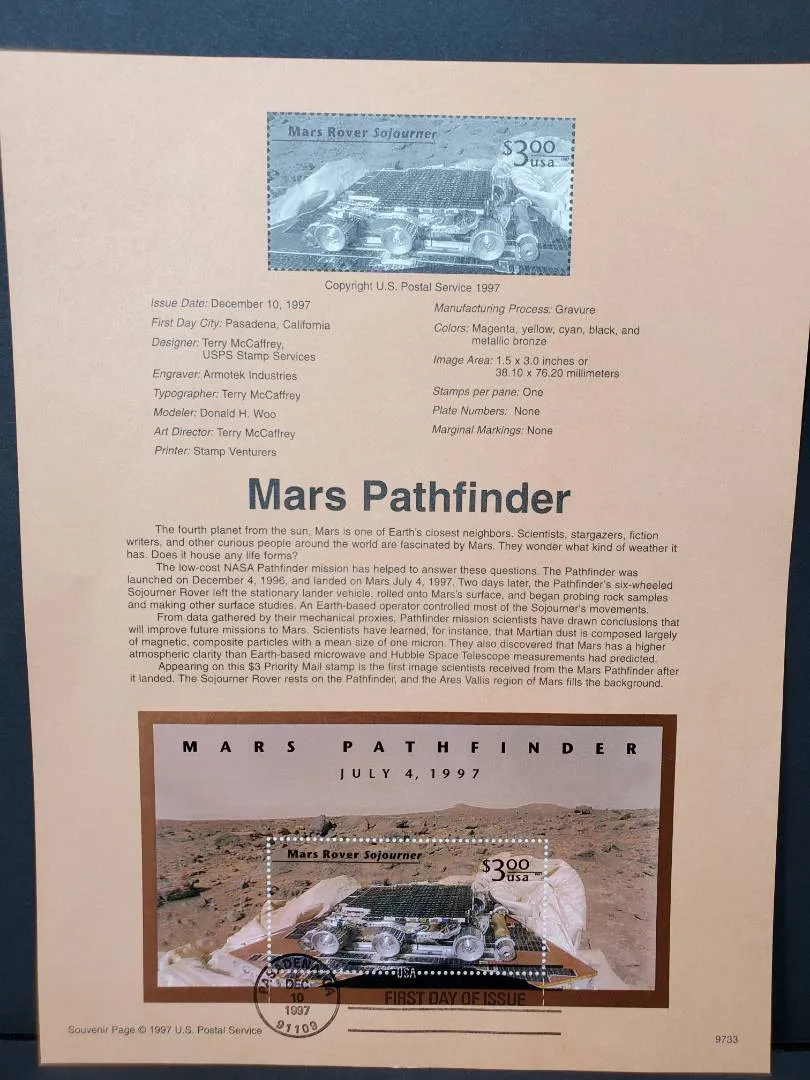 Mars Rover Sojourner
$3.00
usa
Copyright U.S. Postal Service 1997
Issue Date: December 10, 1997
First Day City: Pasadena, California
Designer: Terry McCaffrey,
USPS Stamp Services
Engraver: Armotek Industries
Typographer: Terry McCaffrey
Modeler: Donald H. Woo
Art Director: Terry McCaffrey
Printer: Stamp Venturers
Manufacturing Process: Gravure
Colors: Magenta, yellow, cyan, black, and
metallic bronze
Image Area: 1.5 x 3.0 inches or
38.10 x 76.20 millimeters
Stamps per pane: One
Plate Numbers: None
Marginal Markings: None
Mars Pathfinder
The fourth planet from the sun, Mars is one of Earth's closest neighbors. Scientists, stargazers, fiction
writers, and other curious people around the world are fascinated by Mars. They wonder what kind of weather it
has. Does it house any life forms?
The low-cost NASA Pathfinder mission has helped to answer these questions. The Pathfinder was
launched on December 4, 1996, and landed on Mars July 4, 1997. Two days later, the Pathfinder's six-wheeled
Sojourner Rover left the stationary lander vehicle, rolled onto Mars's surface, and began probing rock samples
and making other surface studies. An Earth-based operator controlled most of the Sojourner's movements.
From data gathered by their mechanical proxies, Pathfinder mission scientists have drawn conclusions that
will improve future missions to Mars. Scientists have learned, for instance, that Martian dust is composed largely
of magnetic, composite particles with a mean size of one micron. They also discovered that Mars has a higher
atmospheric clarity than Earth-based microwave and Hubble Space Telescope measurements had predicted.
Appearing on this $3 Priority Mail stamp is the first image scientists received from the Mars Pathfinder after
it landed. The Sojourner Rover rests on the Pathfinder, and the Ares Vallis region of Mars fills the background.
MARS PATHFINDER
JULY 4, 1997
Mars Rover Sojourner
$3.00
usa
USA
PASADENA CA
DEC
10
1997
91109
FIRST DAY OF ISSUE
Souvenir Page © 1997 U.S. Postal Service
9733